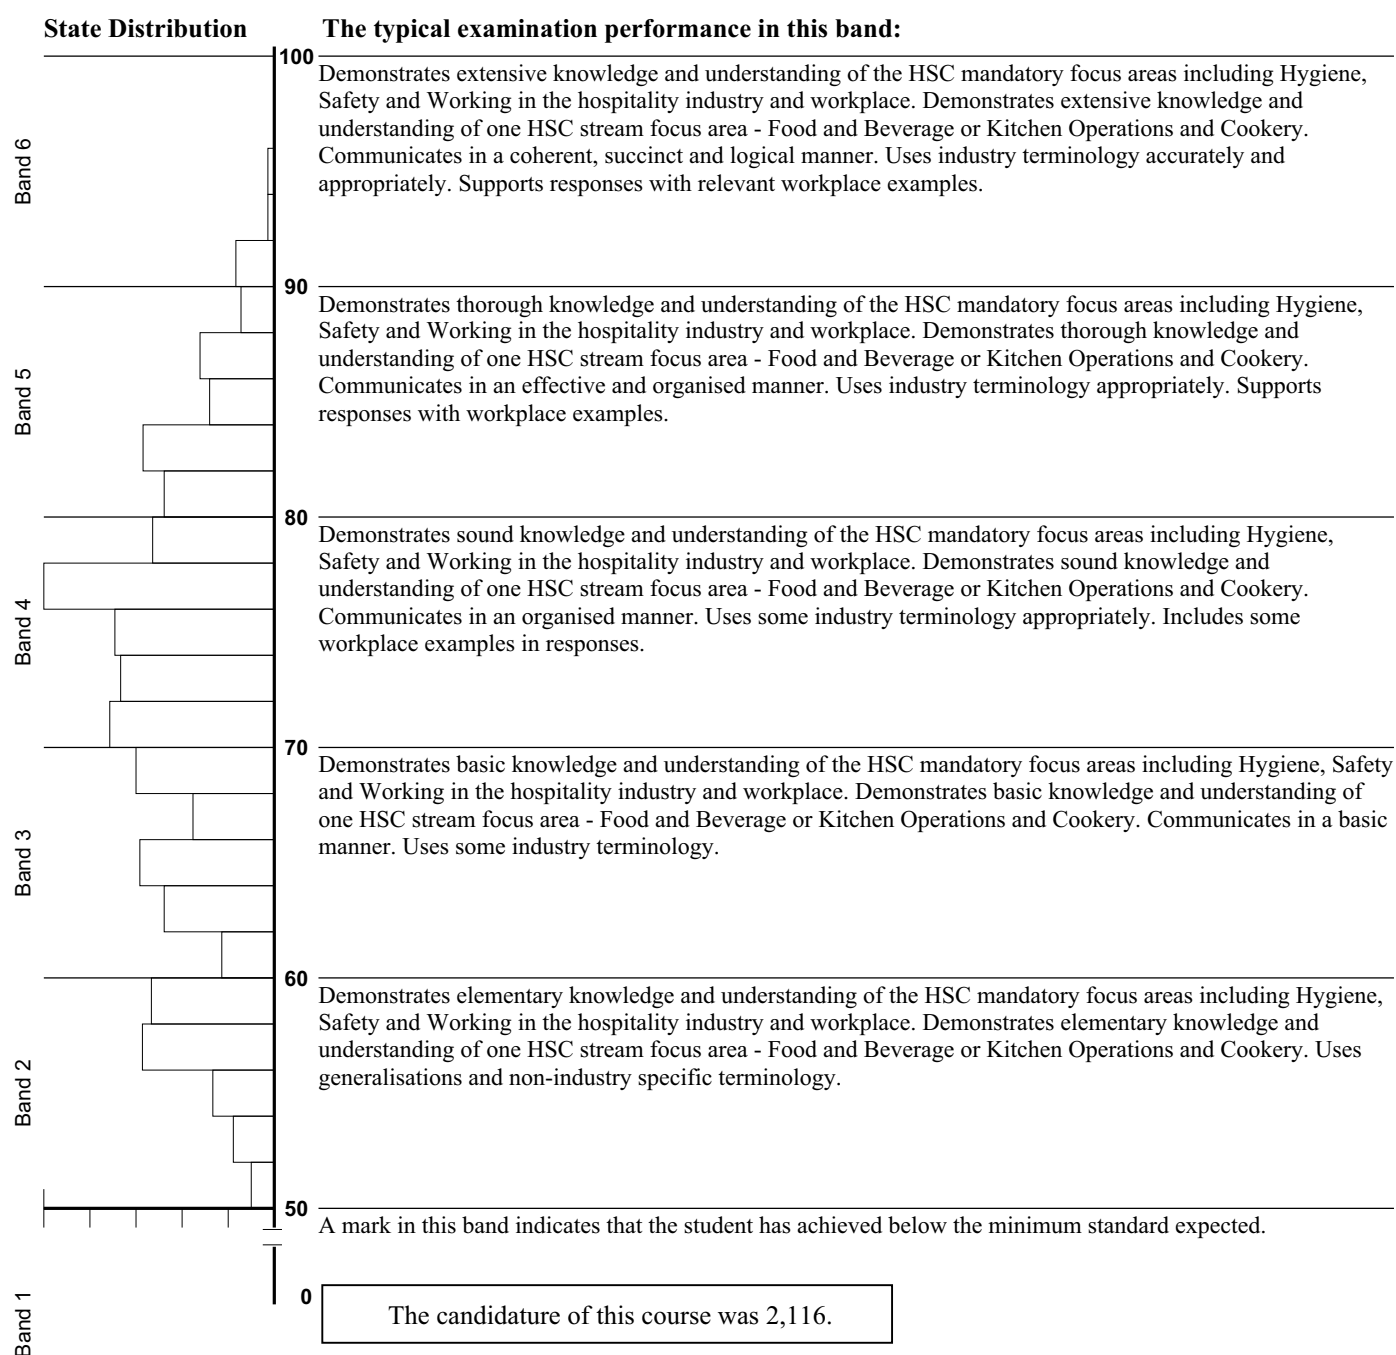 State Distribution
The typical examination performance in this band:
100
Band 6
Demonstrates extensive knowledge and understanding of the HSC mandatory focus areas including Hygiene,
Safety and Working in the hospitality industry and workplace. Demonstrates extensive knowledge and
understanding of one HSC stream focus area - Food and Beverage or Kitchen Operations and Cookery.
Communicates in a coherent, succinct and logical manner. Uses industry terminology accurately and
appropriately. Supports responses with relevant workplace examples.
90
Band 5
Demonstrates thorough knowledge and understanding of the HSC mandatory focus areas including Hygiene,
Safety and Working in the hospitality industry and workplace. Demonstrates thorough knowledge and
understanding of one HSC stream focus area - Food and Beverage or Kitchen Operations and Cookery.
Communicates in an effective and organised manner. Uses industry terminology appropriately. Supports
responses with workplace examples.
80
Band 4
Demonstrates sound knowledge and understanding of the HSC mandatory focus areas including Hygiene,
Safety and Working in the hospitality industry and workplace. Demonstrates sound knowledge and
understanding of one HSC stream focus area - Food and Beverage or Kitchen Operations and Cookery.
Communicates in an organised manner. Uses some industry terminology appropriately. Includes some
workplace examples in responses.
70
Band 3
Demonstrates basic knowledge and understanding of the HSC mandatory focus areas including Hygiene, Safety
and Working in the hospitality industry and workplace. Demonstrates basic knowledge and understanding of
one HSC stream focus area - Food and Beverage or Kitchen Operations and Cookery. Communicates in a basic
manner. Uses some industry terminology.
60
Band 2
Demonstrates elementary knowledge and understanding of the HSC mandatory focus areas including Hygiene,
Safety and Working in the hospitality industry and workplace. Demonstrates elementary knowledge and
understanding of one HSC stream focus area - Food and Beverage or Kitchen Operations and Cookery. Uses
generalisations and non-industry specific terminology.
50
A mark in this band indicates that the student has achieved below the minimum standard expected.
0
Band 1
The candidature of this course was 2,116.